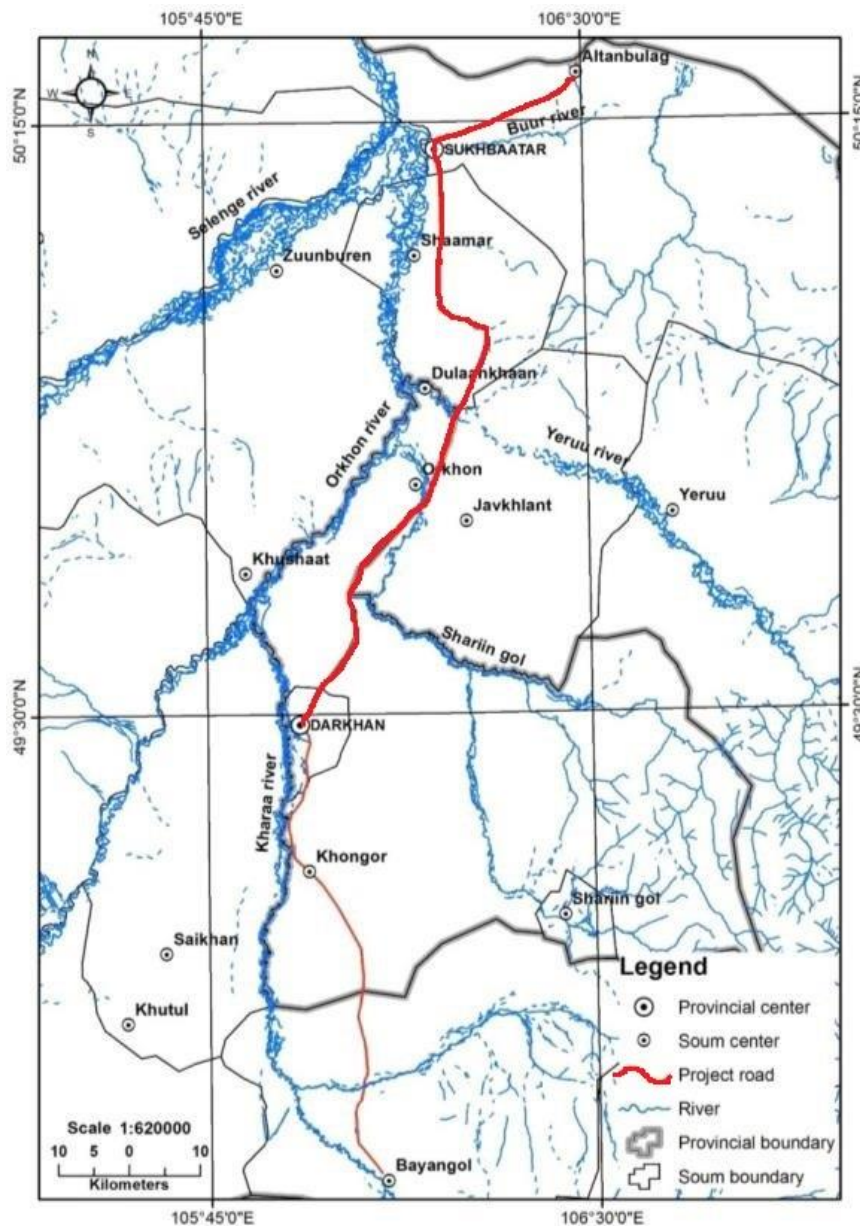 105°45'0"E
106°30'0"E
Altanbulag
N
W
E
S
50°15'0"N
50°15'0"N
Buur river
SUKHBAATAR
Selenge river
Shaamar
Zuunburen
Dulaankhaan
Orkhon river
Yeruu river
Orkhon
Yeruu
Javkhlant
Khushaat
Shariin gol
49°30'0"N
49°30'0"N
DARKHAN
Kharaa river
Khongor
Shariin gol
Saikhan
Legend
Provincial center
Khutul
Soum center
Project road
River
Scale 1:620000
Provincial boundary
10 5 0 10
Kilometers
Bayangol
Soum boundary
105°45'0"E
106°30'0"E